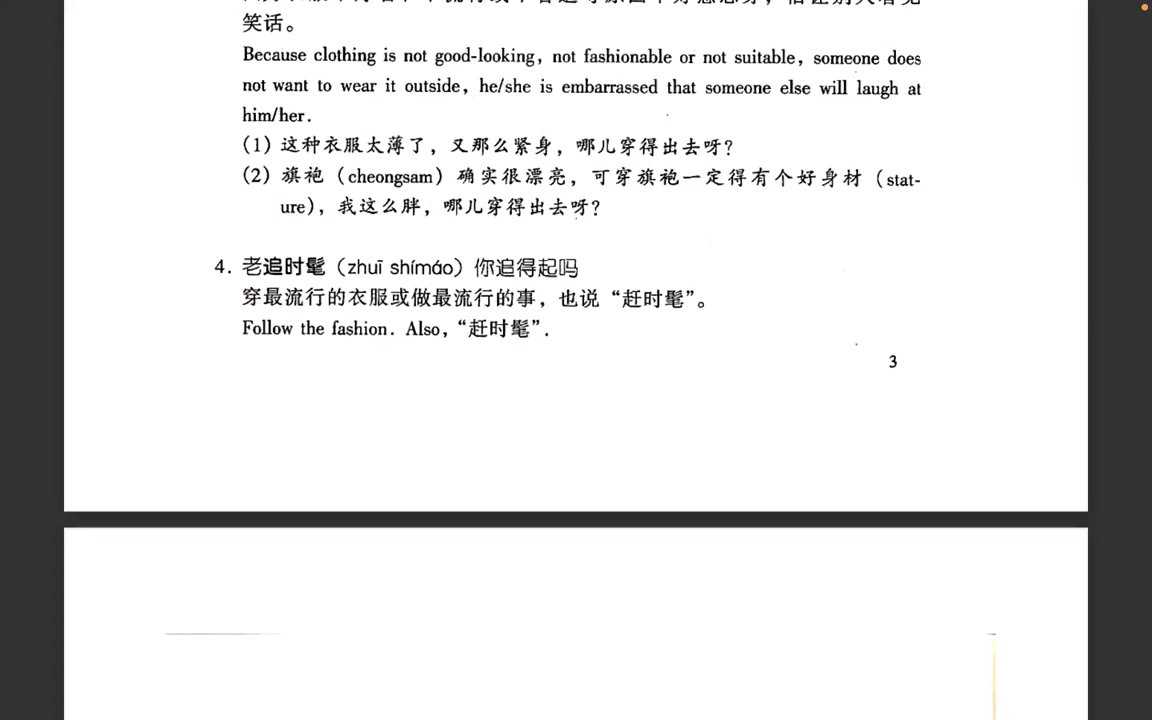 笑话。
Because clothing is not good-looking, not fashionable or not suitable, someone does
not want to wear it outside, he/she is embarrassed that someone else will laugh at
him/her.
(1) 这种衣服太薄了，又那么紧身，哪儿穿得出去呀？
(2) 旗袍（cheongsam）确实很漂亮，可穿旗袍一定得有个好身材（stat-
ure），我这么胖，哪儿穿得出去呀？
4. 老追时髦（zhuī shímáo）你追得起吗
穿最流行的衣服或做最流行的事，也说“赶时髦”。
Follow the fashion. Also, “赶时髦”.
3